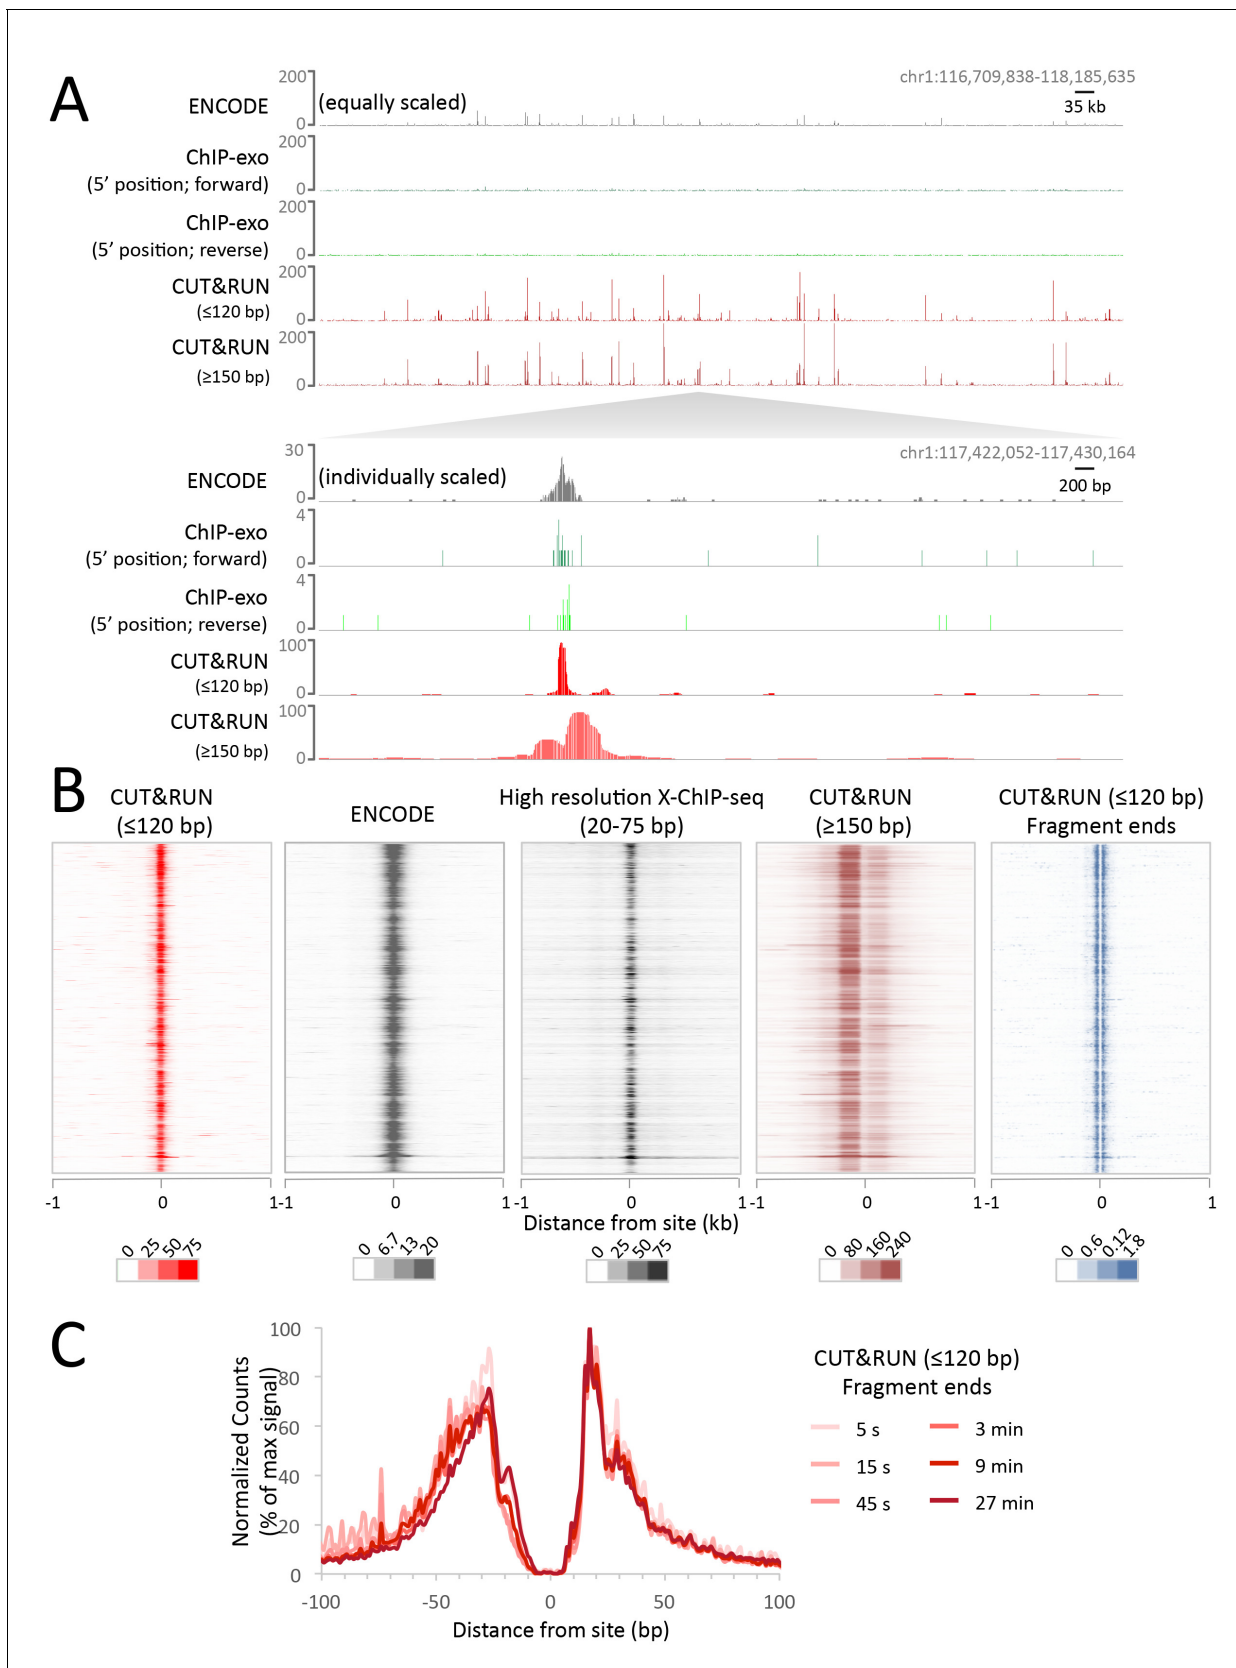 A
200
0
ENCODE
(equally scaled)
chr1:116,709,838-118,185,635
35 kb
200
0
ChIP-exo
(5’ position; forward)
200
0
ChIP-exo
(5’ position; reverse)
200
0
CUT&RUN
(≤120 bp)
200
0
CUT&RUN
(≥150 bp)
30
0
ENCODE
(individually scaled)
chr1:117,422,052-117,430,164
200 bp
4
0
ChIP-exo
(5’ position; forward)
4
0
ChIP-exo
(5’ position; reverse)
100
0
CUT&RUN
(≤120 bp)
100
0
CUT&RUN
(≥150 bp)
B
CUT&RUN
(≤120 bp)
ENCODE
High resolution X-ChIP-seq
(20-75 bp)
CUT&RUN
(≥150 bp)
CUT&RUN (≤120 bp)
Fragment ends
-1 0 1 -1 0 1 -1 0 1 -1 0 1 -1 0 1
Distance from site (kb)
0 25 50 75
0 6.7 13 20
0 25 50 75
0 80 160 240
0 0.6 0.12 1.8
C
Normalized Counts
(% of max signal)
100
80
60
40
20
0
-100 -50 0 50 100
Distance from site (bp)
CUT&RUN (≤120 bp)
Fragment ends
5 s
3 min
15 s
9 min
45 s
27 min